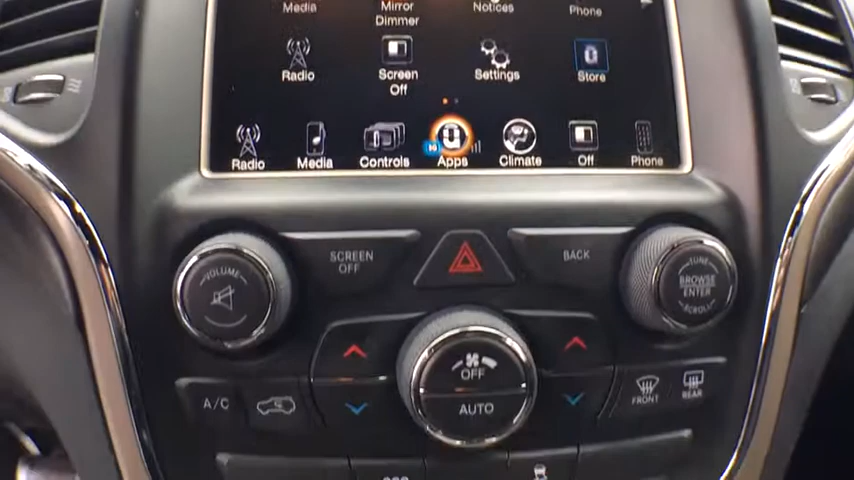 Media
Mirror
Dimmer
Notices
Phone
Radio
Screen
Off
Settings
Store
Radio
Media
Controls
Apps
Climate
Off
Phone
SCREEN
OFF
BACK
VOLUME
TUNE
BROWSE
ENTER
SCROLL
OFF
AUTO
A/C
FRONT
REAR